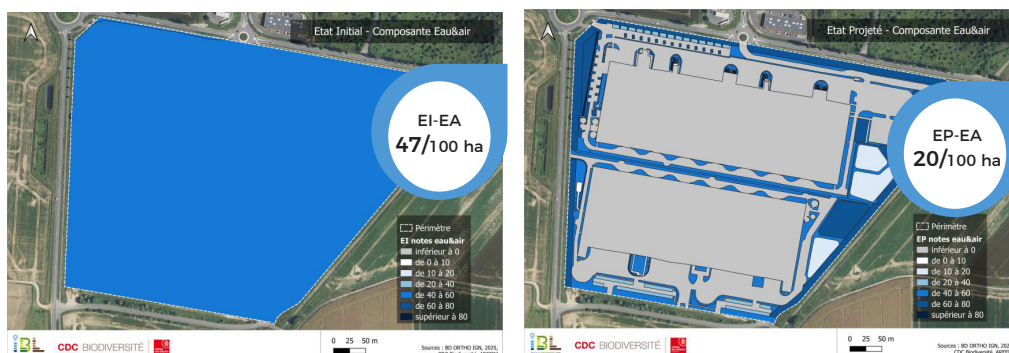 Etat Initial - Composante Eau&air
EI-EA
47/100 ha
Périmètre
EI notes eau&air
inférieur à 0
de 0 à 10
de 10 à 20
de 20 à 40
de 40 à 60
de 60 à 80
supérieur à 80
CDC BIODIVERSITÉ
0 25 50 m
Sources : BD ORTHO IGN, 2025,
Etat Projeté - Composante Eau&air
EP-EA
20/100 ha
Périmètre
EP notes eau&air
inférieur à 0
de 0 à 10
de 10 à 20
de 20 à 40
de 40 à 60
de 60 à 80
supérieur à 80
CDC BIODIVERSITÉ
0 25 50 m
Sources : BD ORTHO IGN, 202
CDC Biodiversité